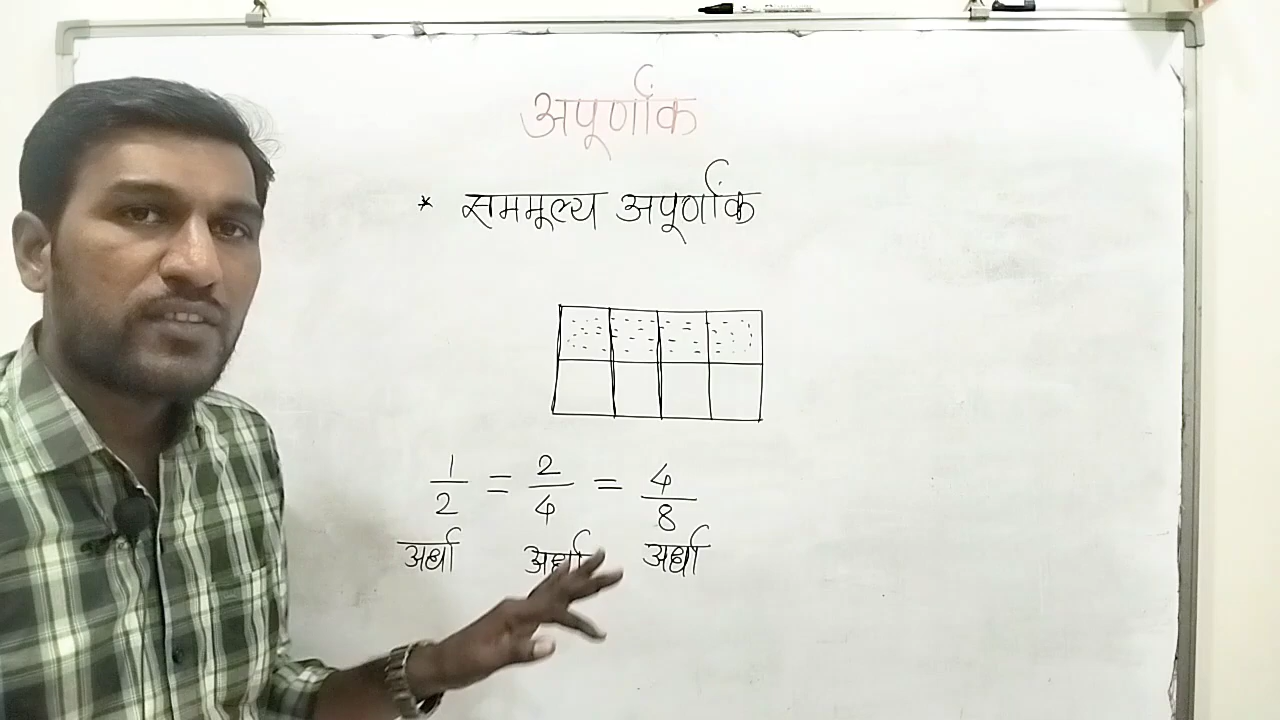 अपूर्णांक
* सममूल्य अपूर्णांक
1/2 = 2/4 = 4/8
अर्धा अर्धा अर्धा